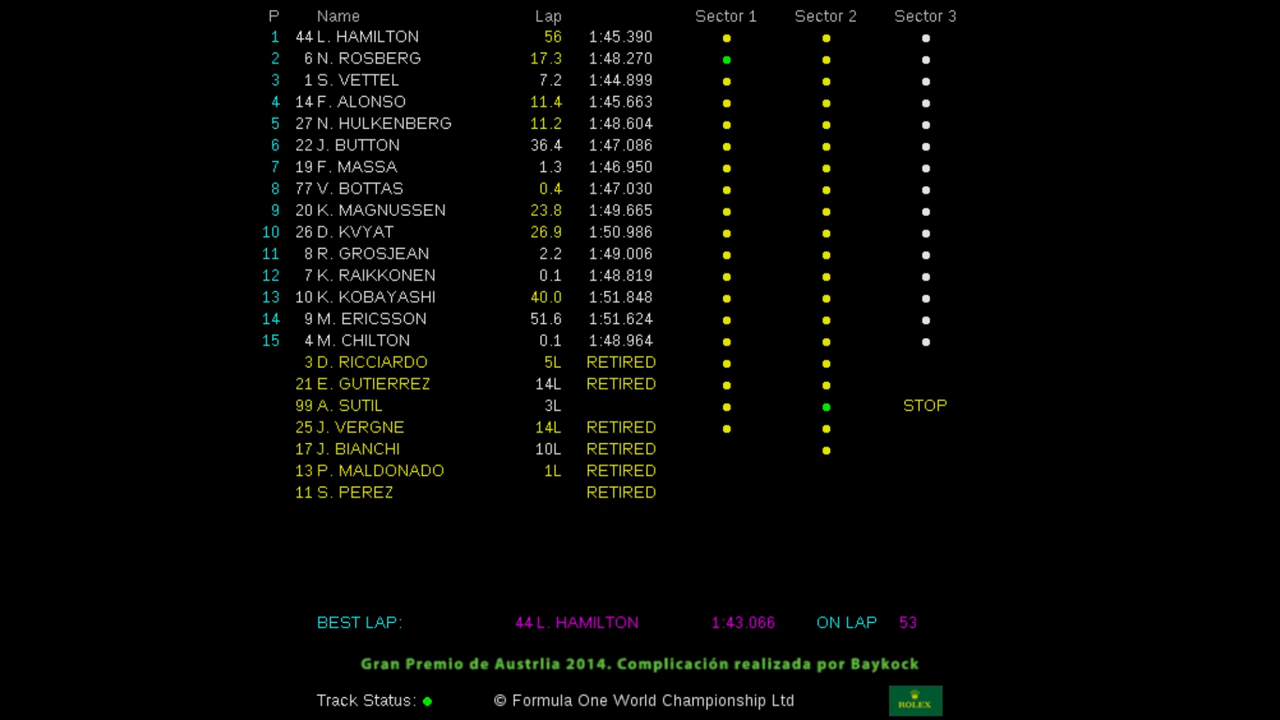 P Name Lap Sector 1 Sector 2 Sector 3
1 44 L. HAMILTON 56 1:45.390
2 6 N. ROSBERG 17.3 1:48.270
3 1 S. VETTEL 7.2 1:44.899
4 14 F. ALONSO 11.4 1:45.663
5 27 N. HULKENBERG 11.2 1:48.604
6 22 J. BUTTON 36.4 1:47.086
7 19 F. MASSA 1.3 1:46.950
8 77 V. BOTTAS 0.4 1:47.030
9 20 K. MAGNUSSEN 23.8 1:49.665
10 26 D. KVYAT 26.9 1:50.986
11 8 R. GROSJEAN 2.2 1:49.006
12 7 K. RAIKKONEN 0.1 1:48.819
13 10 K. KOBAYASHI 40.0 1:51.848
14 9 M. ERICSSON 51.6 1:51.624
15 4 M. CHILTON 0.1 1:48.964
3 D. RICCIARDO 5L RETIRED
21 E. GUTIERREZ 14L RETIRED
99 A. SUTIL 3L STOP
25 J. VERGNE 14L RETIRED
17 J. BIANCHI 10L RETIRED
13 P. MALDONADO 1L RETIRED
11 S. PEREZ RETIRED
BEST LAP: 44 L. HAMILTON 1:43.066 ON LAP 53
Gran Premio de Austrlia 2014. Complicación realizada por Baykock
Track Status: © Formula One World Championship Ltd ROLEX